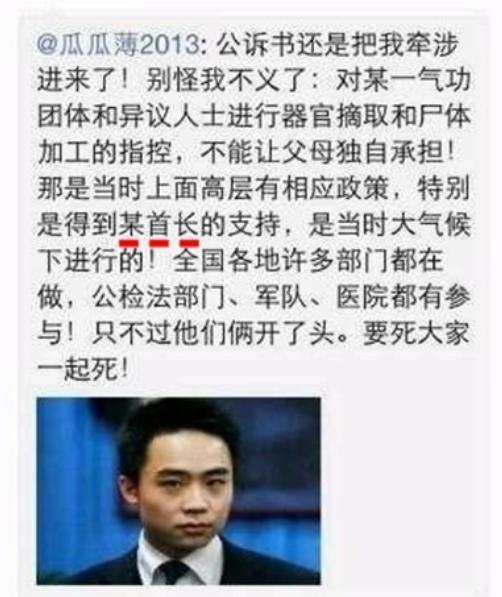 @瓜瓜薄2013: 公诉书还是把我牵涉
进来了！别怪我不义了：对某一气功
团体和异议人士进行器官摘取和尸体
加工的指控，不能让父母独自承担！
那是当时上面高层有相应政策，特别
是得到某首长的支持，是当时大气候
下进行的！全国各地许多部门都在
做，公检法部门、军队、医院都有参
与！只不过他们俩开了头。要死大家
一起死！